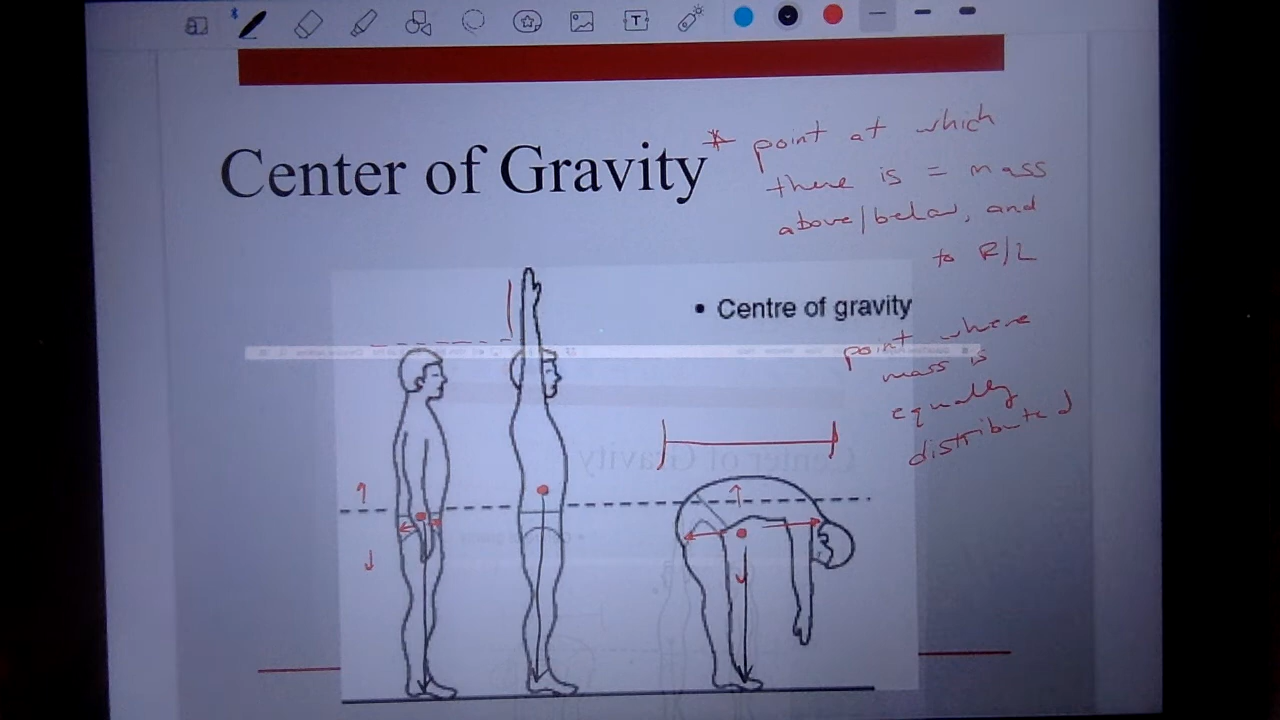 Center of Gravity
* point at which
there is = mass
above/below, and
to R/L
• Centre of gravity
point where
mass is
equally
distributed